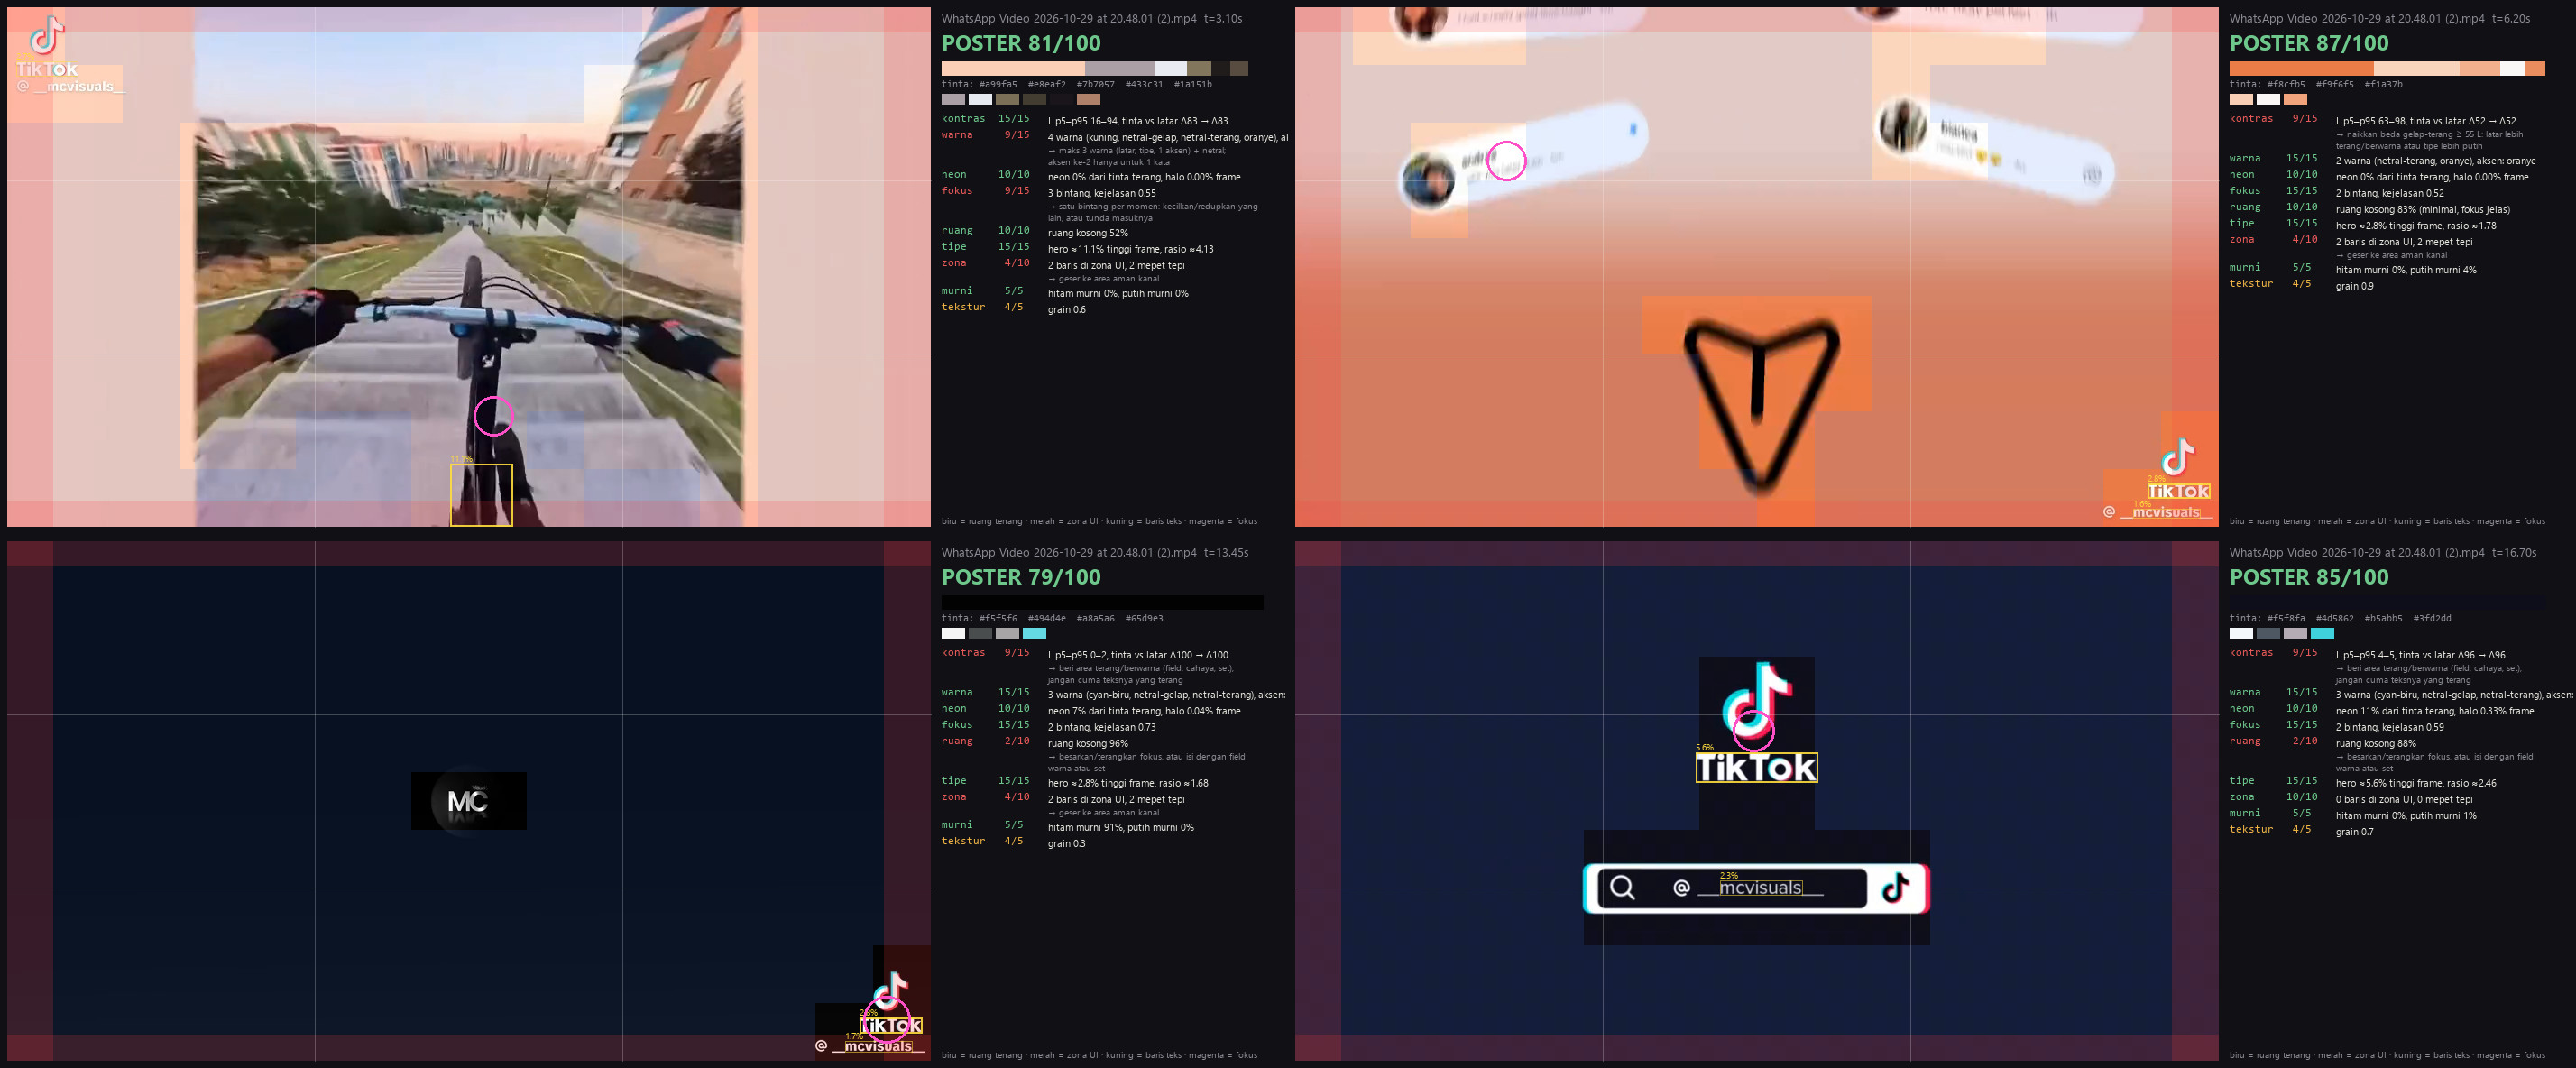 TikTok
@ __mcvisuals__
11.1%
WhatsApp Video 2026-10-29 at 20.48.01 (2).mp4 t=3.10s
POSTER 81/100
tinta: #a99fa5 #e8eaf2 #7b7057 #433c31 #1a151b
kontras 15/15 L p5–p95 16–94, tinta vs latar Δ83 → Δ83
warna 9/15 4 warna (kuning, netral-gelap, netral-terang, oranye), al
→ maks 3 warna (latar, tipe, 1 aksen) + netral;
aksen ke-2 hanya untuk 1 kata
neon 10/10 neon 0% dari tinta terang, halo 0.00% frame
fokus 9/15 3 bintang, kejelasan 0.55
→ satu bintang per momen: kecilkan/redupkan yang
lain, atau tunda masuknya
ruang 10/10 ruang kosong 52%
tipe 15/15 hero ≈11.1% tinggi frame, rasio ≈4.13
zona 4/10 2 baris di zona UI, 2 mepet tepi
→ geser ke area aman kanal
murni 5/5 hitam murni 0%, putih murni 0%
tekstur 4/5 grain 0.6
biru = ruang tenang · merah = zona UI · kuning = baris teks · magenta = fokus
bianca
2.8%
TikTok
1.6%
@ __mcvisuals__
WhatsApp Video 2026-10-29 at 20.48.01 (2).mp4 t=6.20s
POSTER 87/100
tinta: #f8cfb5 #f9f6f5 #f1a37b
kontras 9/15 L p5–p95 63–98, tinta vs latar Δ52 → Δ52
→ naikkan beda gelap-terang ≥ 55 L: latar lebih
terang/berwarna atau tipe lebih putih
warna 15/15 2 warna (netral-terang, oranye), aksen: oranye
neon 10/10 neon 0% dari tinta terang, halo 0.00% frame
fokus 15/15 2 bintang, kejelasan 0.52
ruang 10/10 ruang kosong 83% (minimal, fokus jelas)
tipe 15/15 hero ≈2.8% tinggi frame, rasio ≈1.78
zona 4/10 2 baris di zona UI, 2 mepet tepi
→ geser ke area aman kanal
murni 5/5 hitam murni 0%, putih murni 4%
tekstur 4/5 grain 0.9
biru = ruang tenang · merah = zona UI · kuning = baris teks · magenta = fokus
MC
2.8%
TikTok
1.7%
@ __mcvisuals__
WhatsApp Video 2026-10-29 at 20.48.01 (2).mp4 t=13.45s
POSTER 79/100
tinta: #f5f5f6 #494d4e #a8a5a6 #65d9e3
kontras 9/15 L p5–p95 0–2, tinta vs latar Δ100 → Δ100
→ beri area terang/berwarna (field, cahaya, set),
jangan cuma teksnya yang terang
warna 15/15 3 warna (cyan-biru, netral-gelap, netral-terang), aksen:
neon 10/10 neon 7% dari tinta terang, halo 0.04% frame
fokus 15/15 2 bintang, kejelasan 0.73
ruang 2/10 ruang kosong 96%
→ besarkan/terangkan fokus, atau isi dengan field
warna atau set
tipe 15/15 hero ≈2.8% tinggi frame, rasio ≈1.68
zona 4/10 2 baris di zona UI, 2 mepet tepi
→ geser ke area aman kanal
murni 5/5 hitam murni 91%, putih murni 0%
tekstur 4/5 grain 0.3
biru = ruang tenang · merah = zona UI · kuning = baris teks · magenta = fokus
5.6%
TikTok
2.3%
@ __mcvisuals__
WhatsApp Video 2026-10-29 at 20.48.01 (2).mp4 t=16.70s
POSTER 85/100
tinta: #f5f8fa #4d5862 #b5abb5 #3fd2dd
kontras 9/15 L p5–p95 4–5, tinta vs latar Δ96 → Δ96
→ beri area terang/berwarna (field, cahaya, set),
jangan cuma teksnya yang terang
warna 15/15 3 warna (cyan-biru, netral-gelap, netral-terang), aksen:
neon 10/10 neon 11% dari tinta terang, halo 0.33% frame
fokus 15/15 2 bintang, kejelasan 0.59
ruang 2/10 ruang kosong 88%
→ besarkan/terangkan fokus, atau isi dengan field
warna atau set
tipe 15/15 hero ≈5.6% tinggi frame, rasio ≈2.46
zona 10/10 0 baris di zona UI, 0 mepet tepi
murni 5/5 hitam murni 0%, putih murni 1%
tekstur 4/5 grain 0.7
biru = ruang tenang · merah = zona UI · kuning = baris teks · magenta = fokus